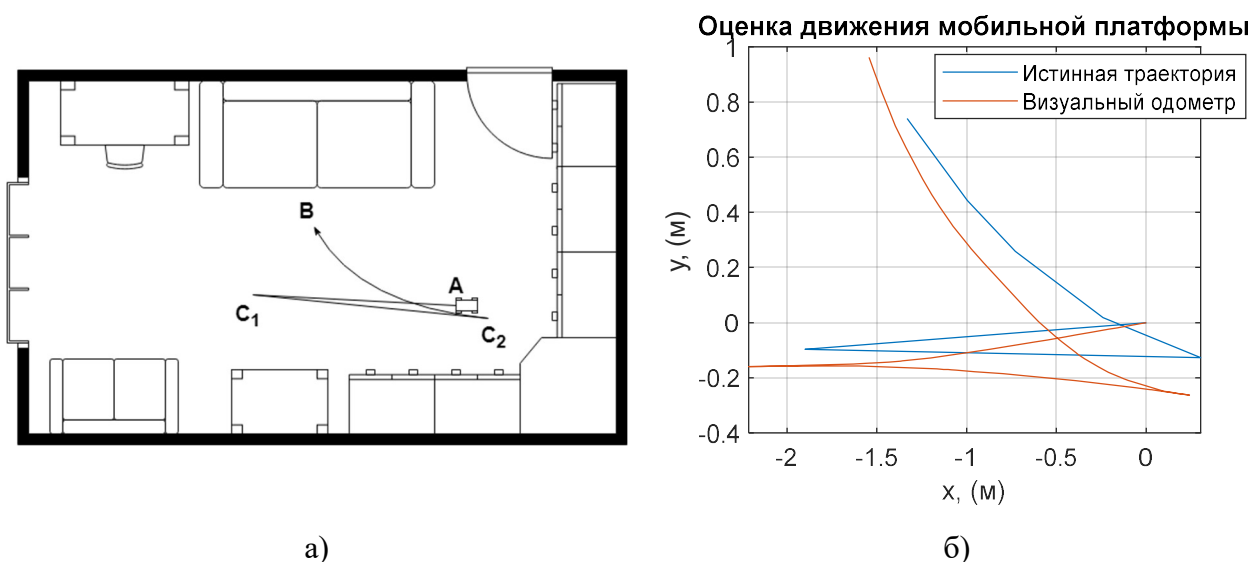 Оценка движения мобильной платформы
B
A
C1
C2
Истинная траектория
Визуальный одометр
1
0.8
0.6
0.4
0.2
0
-0.2
-0.4
y, (м)
-2
-1.5
-1
-0.5
0
x, (м)
а)
б)